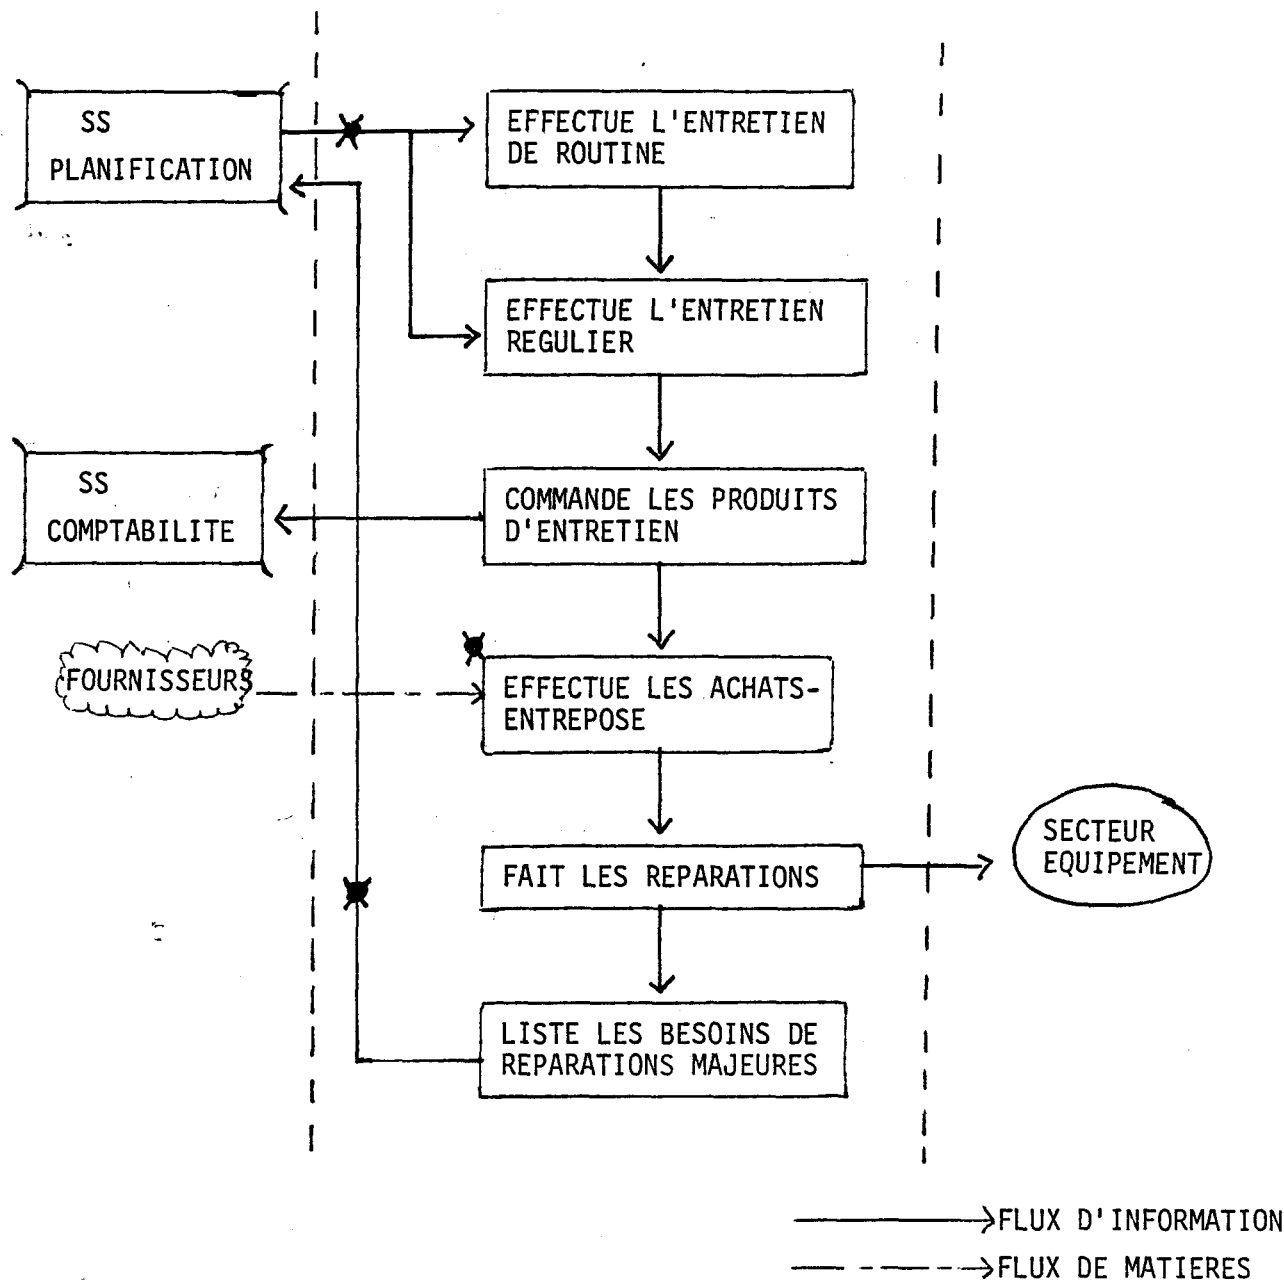 SS
PLANIFICATION
EFFECTUE L'ENTRETIEN
DE ROUTINE
EFFECTUE L'ENTRETIEN
REGULIER
SS
COMPTABILITE
COMMANDE LES PRODUITS
D'ENTRETIEN
FOURNISSEURS
EFFECTUE LES ACHATS-
ENTREPOSE
FAIT LES REPARATIONS
SECTEUR
EQUIPEMENT
LISTE LES BESOINS DE
REPARATIONS MAJEURES
FLUX D'INFORMATION
FLUX DE MATIERES